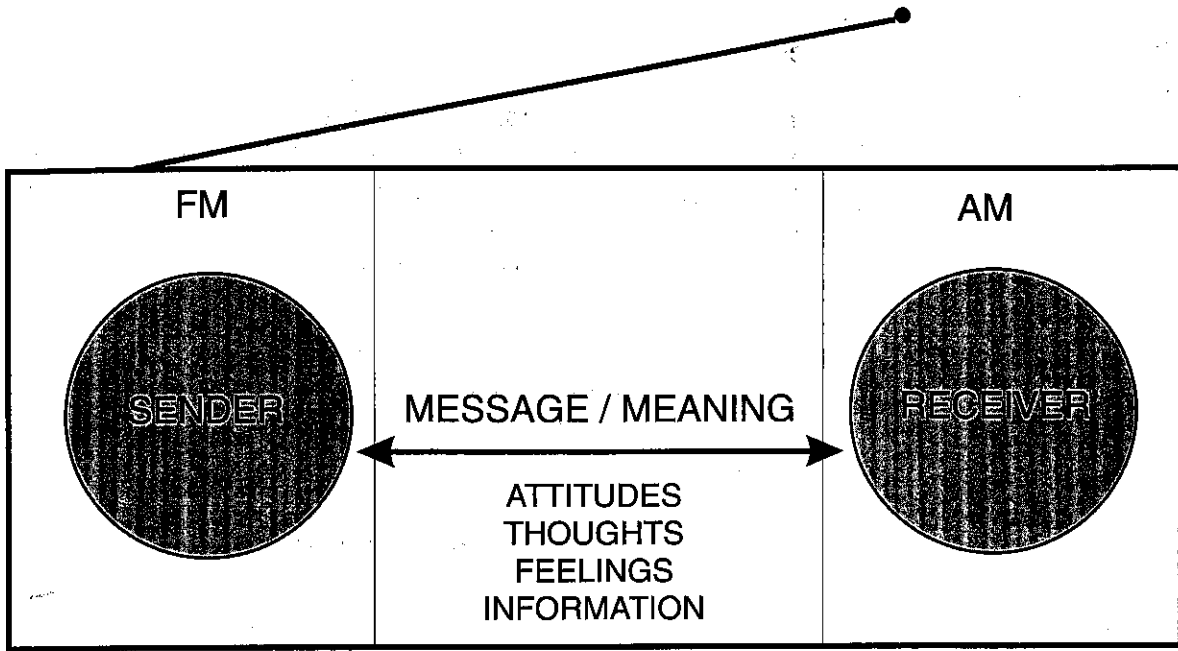 FM
AM
SENDER
MESSAGE / MEANING
RECEIVER
ATTITUDES
THOUGHTS
FEELINGS
INFORMATION